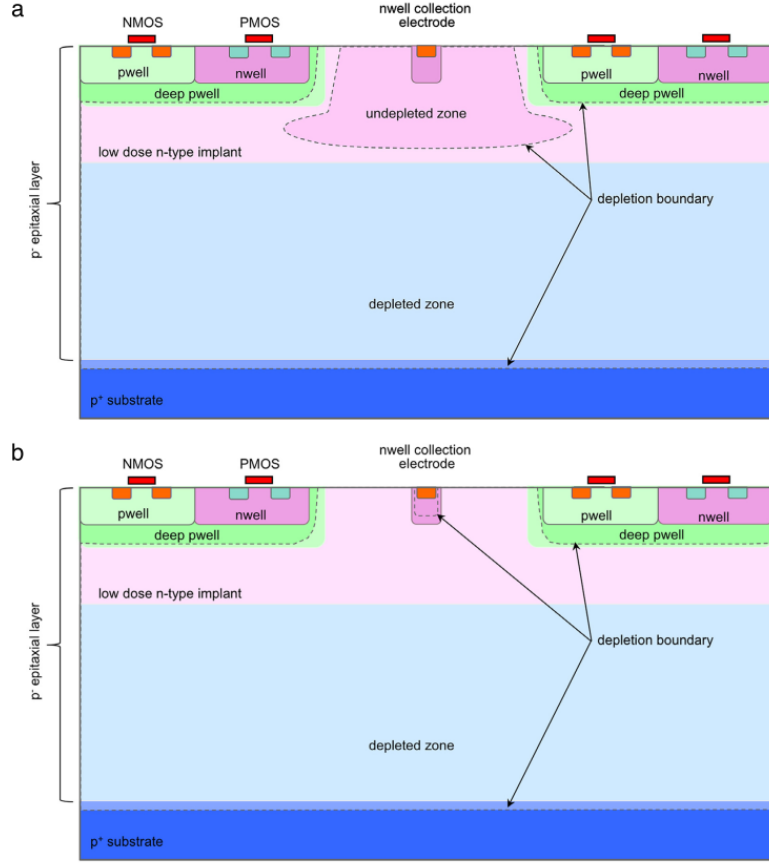 a
nwell collection
electrode
NMOS PMOS
pwell nwell pwell nwell
deep pwell deep pwell
undepleted zone
low dose n-type implant
depletion boundary
p⁻ epitaxial layer
depleted zone
p⁺ substrate
b
nwell collection
electrode
NMOS PMOS
pwell nwell pwell nwell
deep pwell deep pwell
low dose n-type implant
depletion boundary
p⁻ epitaxial layer
depleted zone
p⁺ substrate